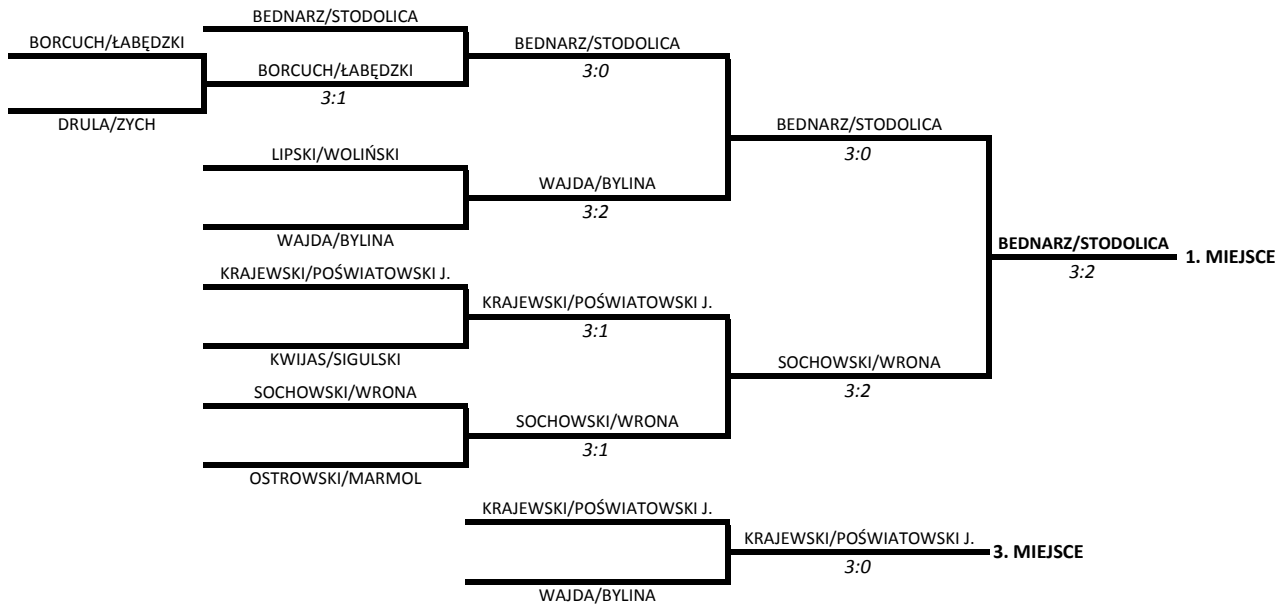 BEDNARZ/STODOLICA
BORCUCH/ŁABĘDZKI
BEDNARZ/STODOLICA
BORCUCH/ŁABĘDZKI
3:0
3:1
DRULA/ZYCH
BEDNARZ/STODOLICA
LIPSKI/WOLIŃSKI
3:0
WAJDA/BYLINA
3:2
WAJDA/BYLINA
BEDNARZ/STODOLICA
1. MIEJSCE
KRAJEWSKI/POŚWIATOWSKI J.
3:2
KRAJEWSKI/POŚWIATOWSKI J.
3:1
KWIJAS/SIGULSKI
SOCHOWSKI/WRONA
3:2
SOCHOWSKI/WRONA
SOCHOWSKI/WRONA
3:1
OSTROWSKI/MARMOL
KRAJEWSKI/POŚWIATOWSKI J.
KRAJEWSKI/POŚWIATOWSKI J.
3. MIEJSCE
3:0
WAJDA/BYLINA